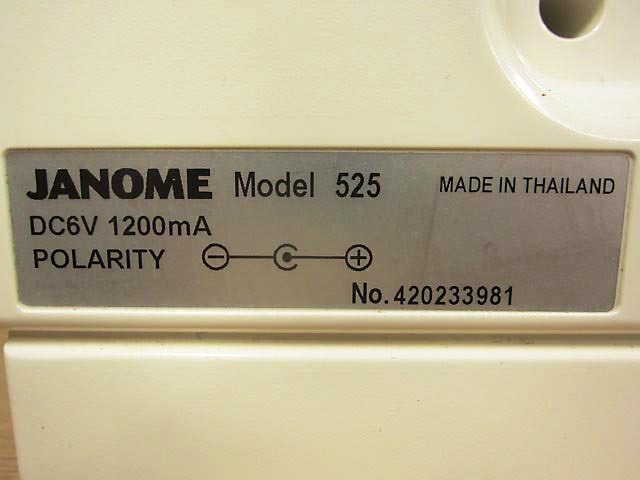 JANOME Model 525 MADE IN THAILAND
DC6V 1200mA
POLARITY
No. 420233981